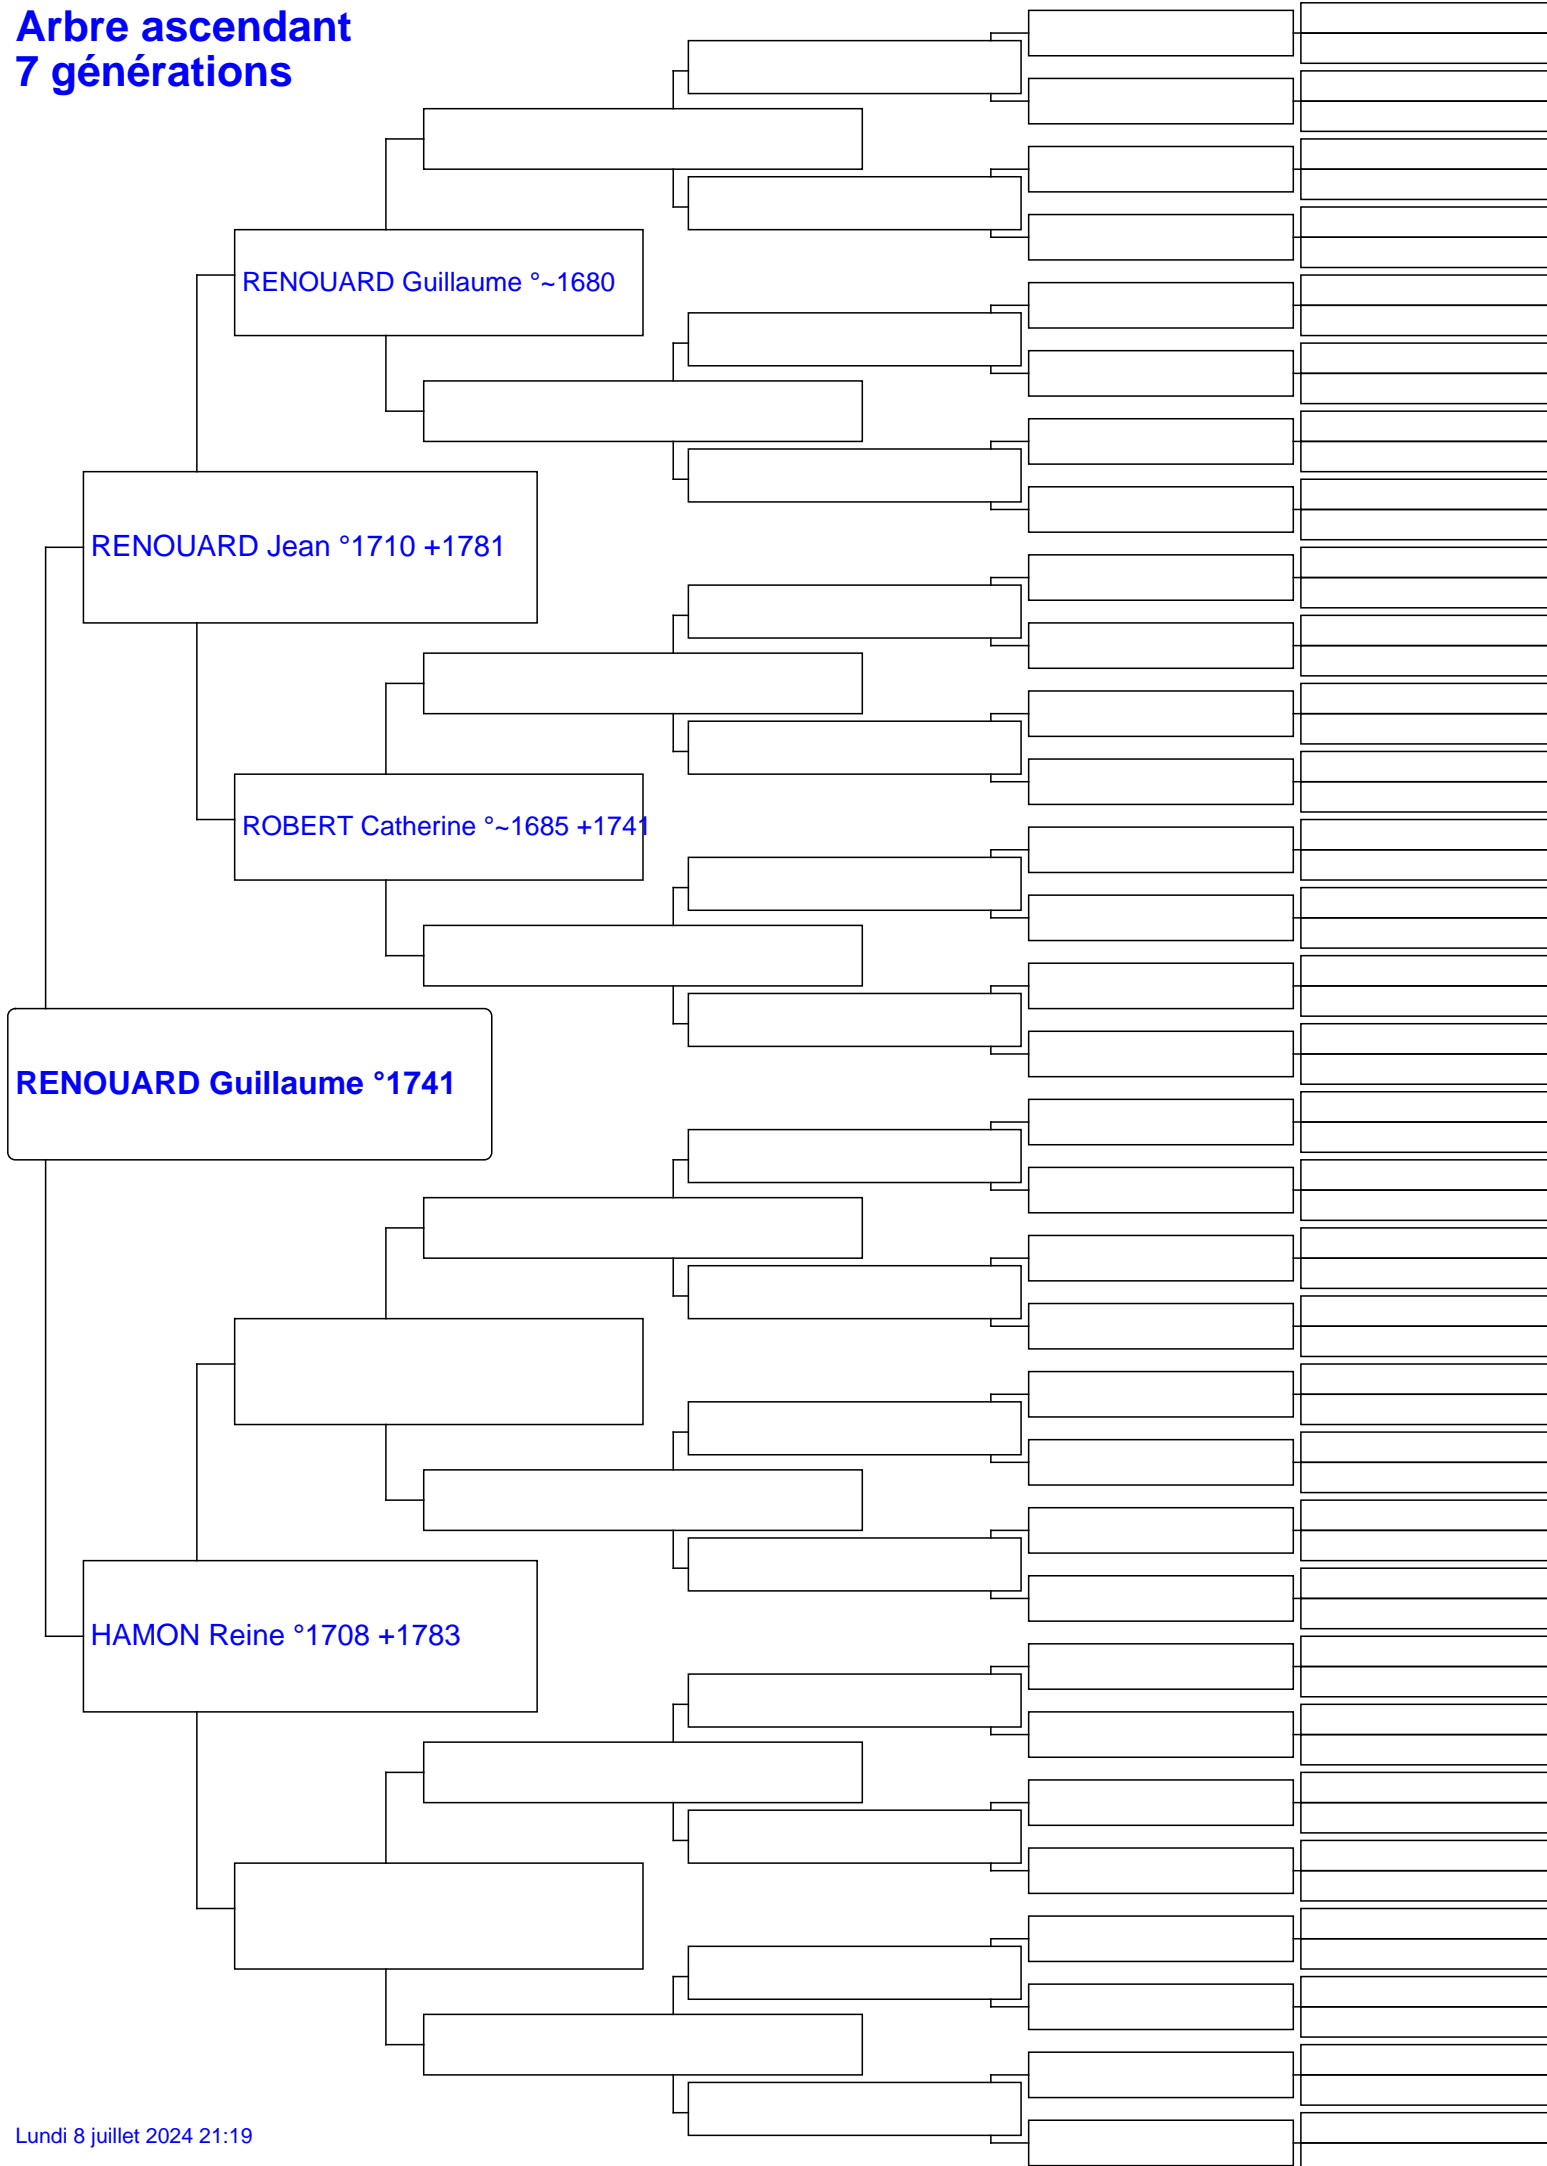 Arbre ascendant
7 générations
RENOUARD Guillaume °~1680
RENOUARD Jean °1710 +1781
ROBERT Catherine °~1685 +1741
RENOUARD Guillaume °1741
HAMON Reine °1708 +1783
Lundi 8 juillet 2024 21:19